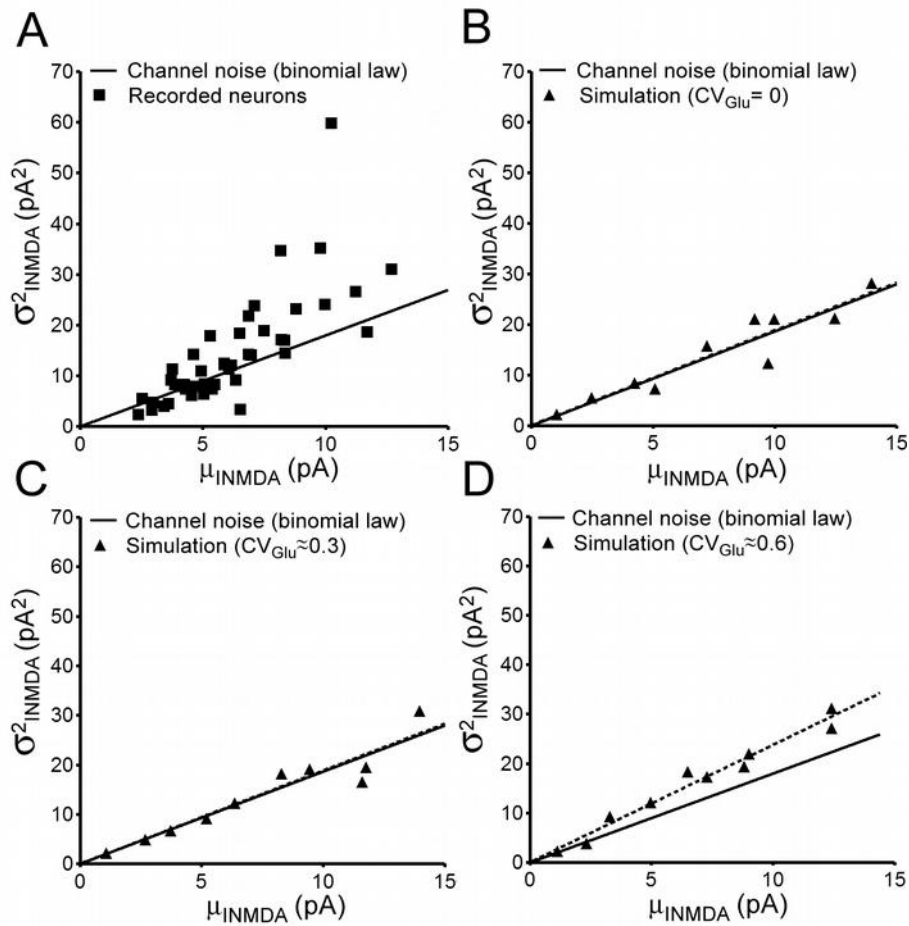 A
Channel noise (binomial law)
Recorded neurons
70
60
50
40
30
20
10
0
0 5 10 15
σ²INMDA (pA²)
μINMDA (pA)
B
Channel noise (binomial law)
Simulation (CVGlu= 0)
70
60
50
40
30
20
10
0
0 5 10 15
σ²INMDA (pA²)
μINMDA (pA)
C
Channel noise (binomial law)
Simulation (CVGlu≈0.3)
70
60
50
40
30
20
10
0
0 5 10 15
σ²INMDA (pA²)
μINMDA (pA)
D
Channel noise (binomial law)
Simulation (CVGlu≈0.6)
70
60
50
40
30
20
10
0
0 5 10 15
σ²INMDA (pA²)
μINMDA (pA)